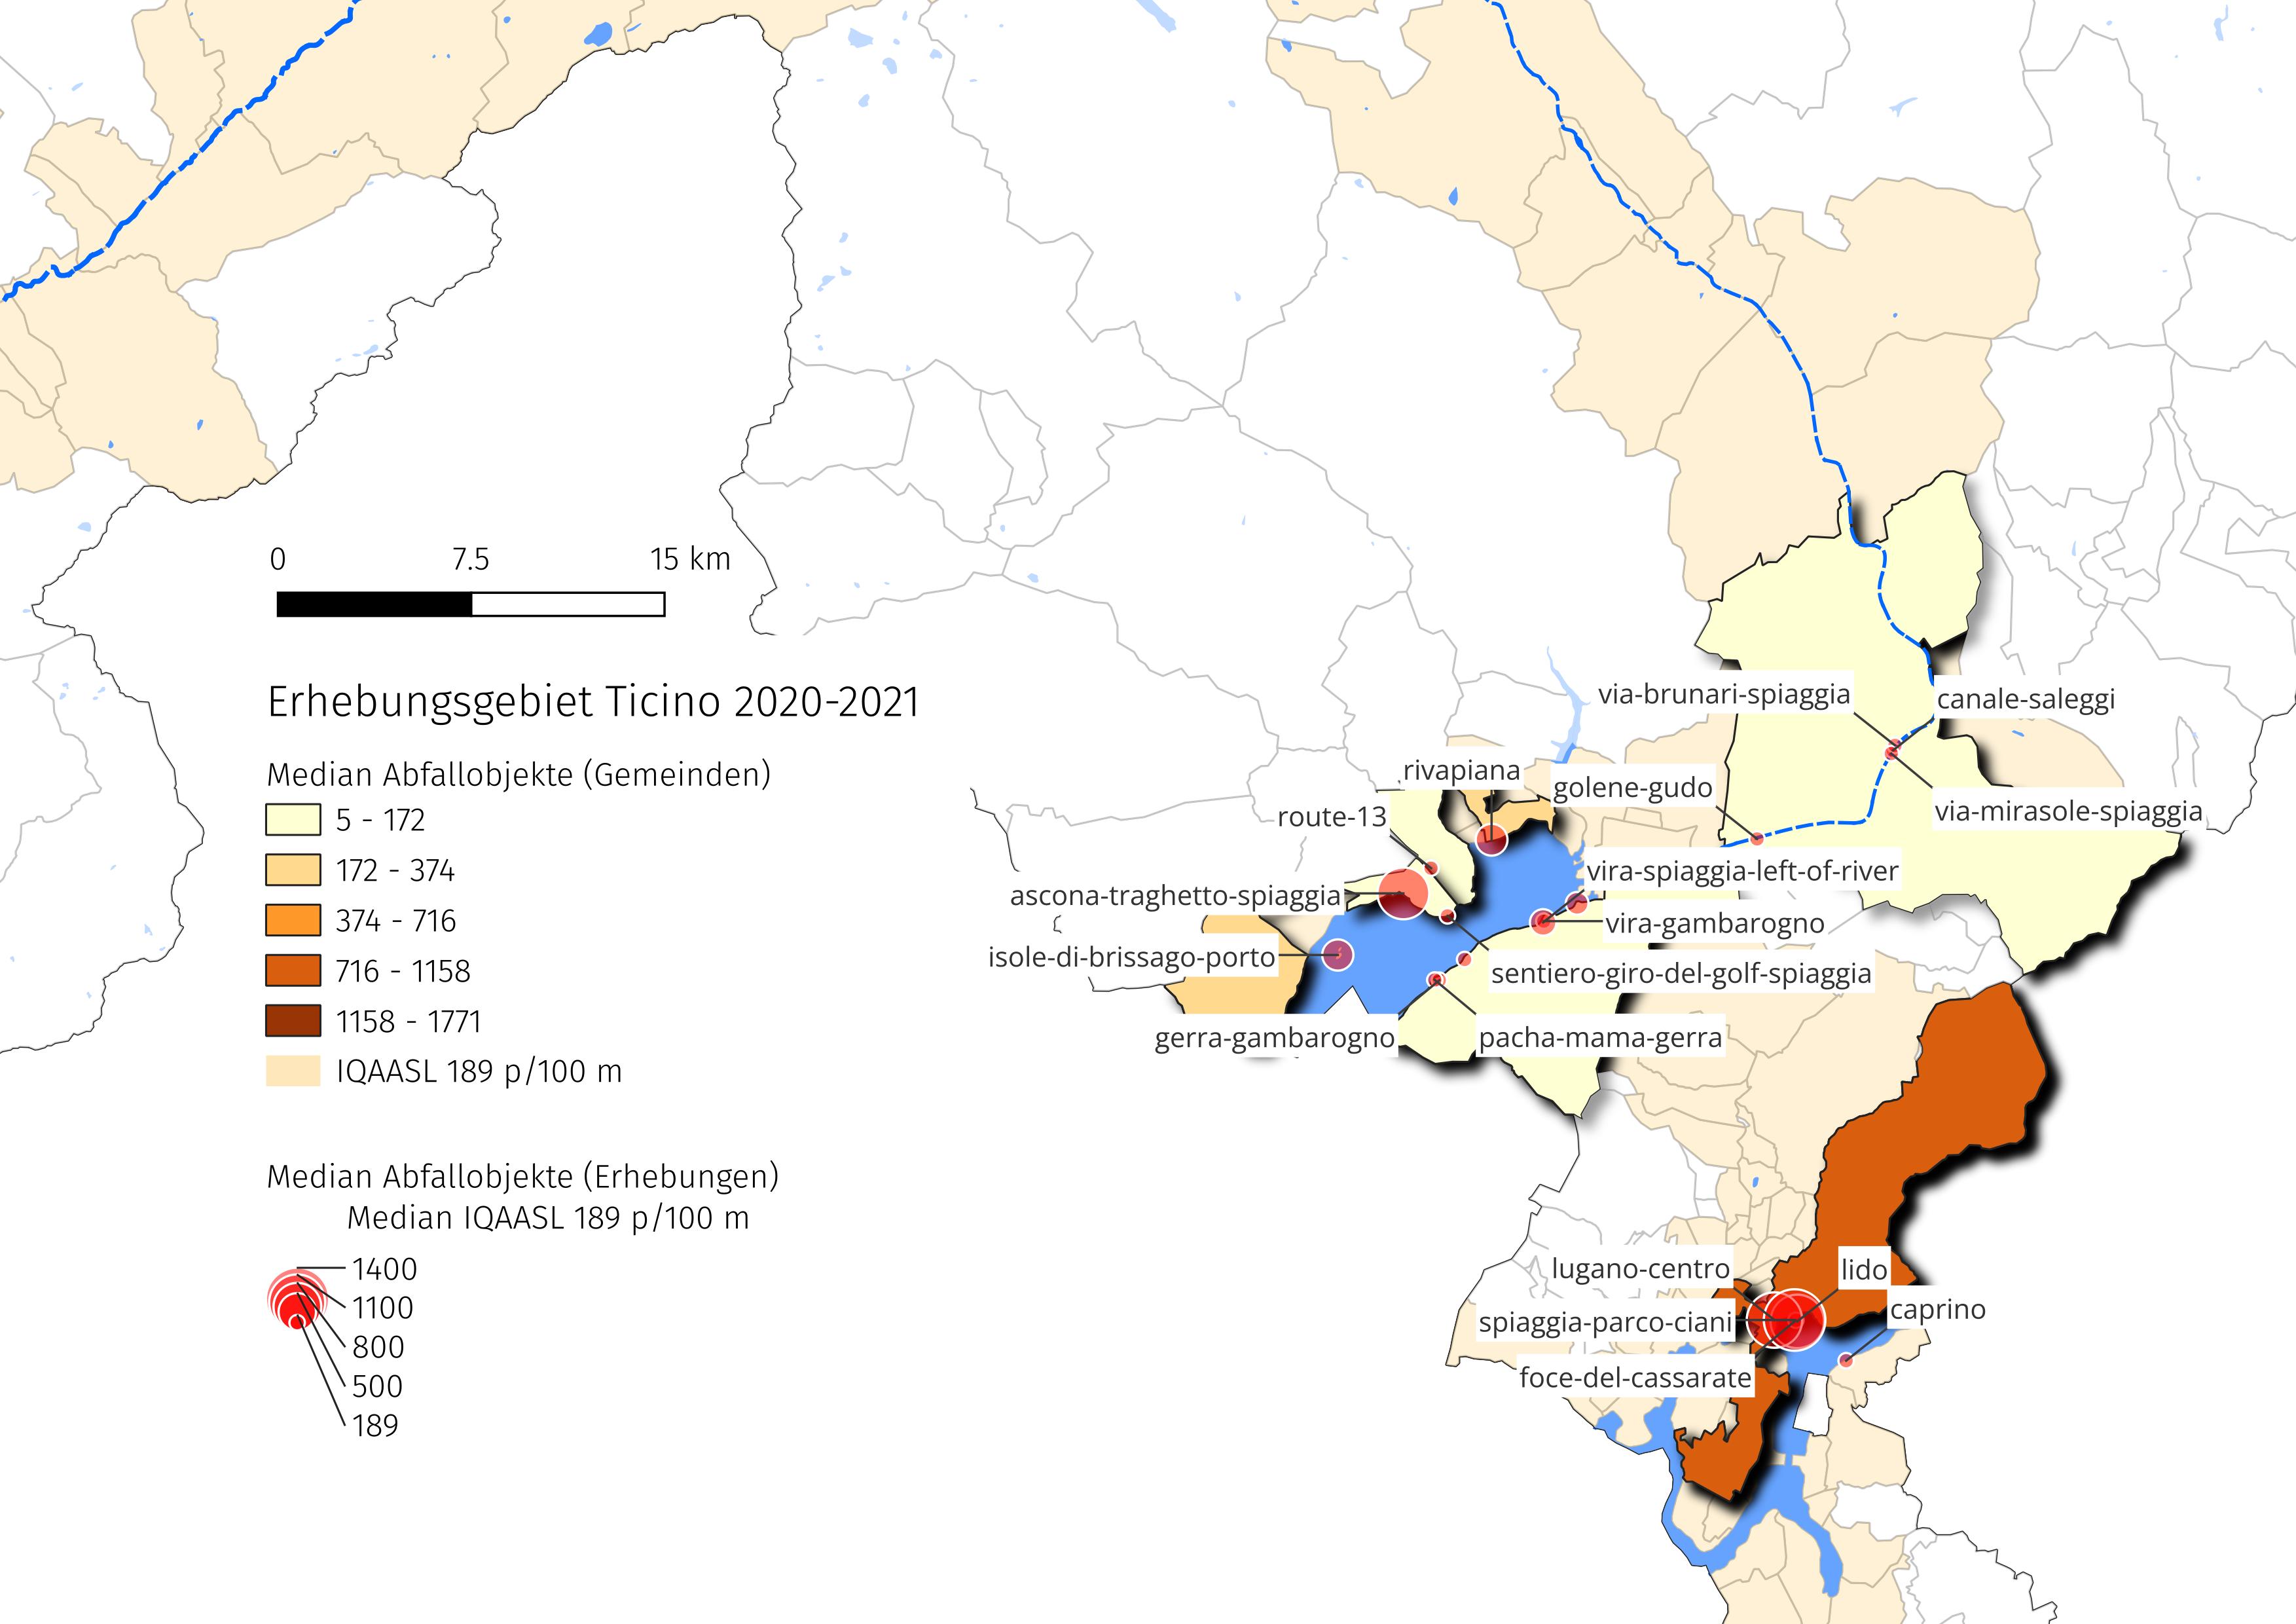 0 7.5 15 km
Erhebungsgebiet Ticino 2020-2021
Median Abfallobjekte (Gemeinden)
5 - 172
172 - 374
374 - 716
716 - 1158
1158 - 1771
IQAASL 189 p/100 m
Median Abfallobjekte (Erhebungen)
Median IQAASL 189 p/100 m
1400
1100
800
500
189
via-brunari-spiaggia
canale-saleggi
rivapiana
golene-gudo
via-mirasole-spiaggia
route-13
vira-spiaggia-left-of-river
ascona-traghetto-spiaggia
vira-gambarogno
isole-di-brissago-porto
sentiero-giro-del-golf-spiaggia
gerra-gambarogno
pacha-mama-gerra
lugano-centro
lido
caprino
spiaggia-parco-ciani
foce-del-cassarate